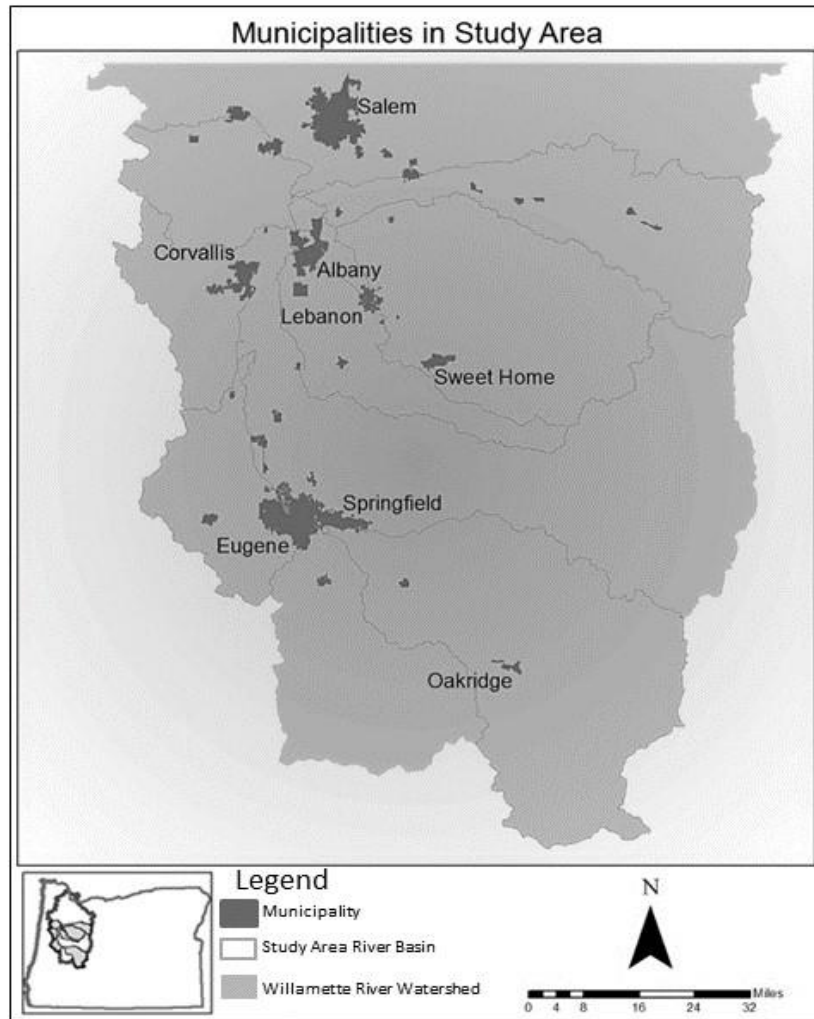 Municipalities in Study Area
Salem
Corvallis
Albany
Lebanon
Sweet Home
Springfield
Eugene
Oakridge
Legend
Municipality
Study Area River Basin
Willamette River Watershed
N
Miles
0 2 4 8 16 24 32